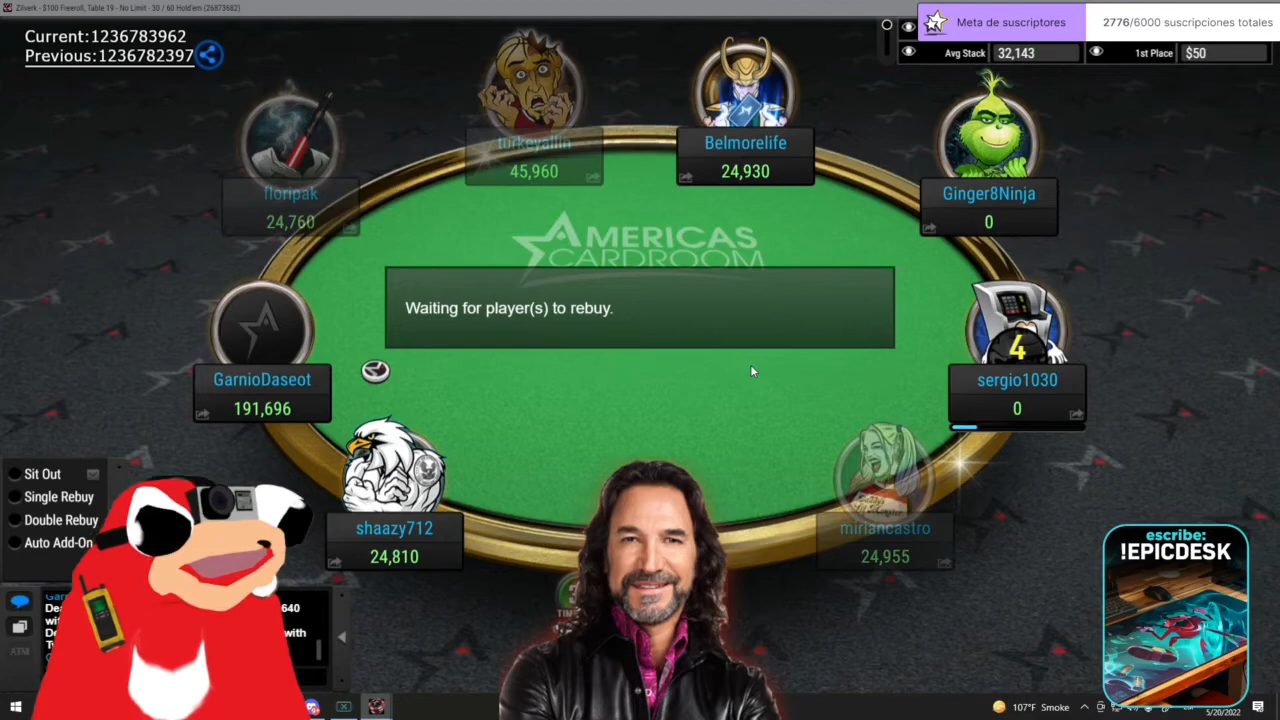 Zilverk - $100 Freeroll, Table 19 - No Limit - 30 / 60 Hold'em (26873682)
Current:1236783962
Previous:1236782397
Meta de suscriptores
2776/6000 suscripciones totales
Avg Stack
32,143
1st Place
$50
turkeyallin
45,960
Belmorelife
24,930
floripak
24,760
Ginger8Ninja
0
AMERICAS
CARDROOM
Waiting for player(s) to rebuy.
GarnioDaseot
191,696
4
sergio1030
0
shaazy712
24,810
miriancastro
24,955
Sit Out
Single Rebuy
Double Rebuy
Auto Add-On
640
with
ATM
escribe:
!EPICDESK
107°F Smoke
5/20/2022